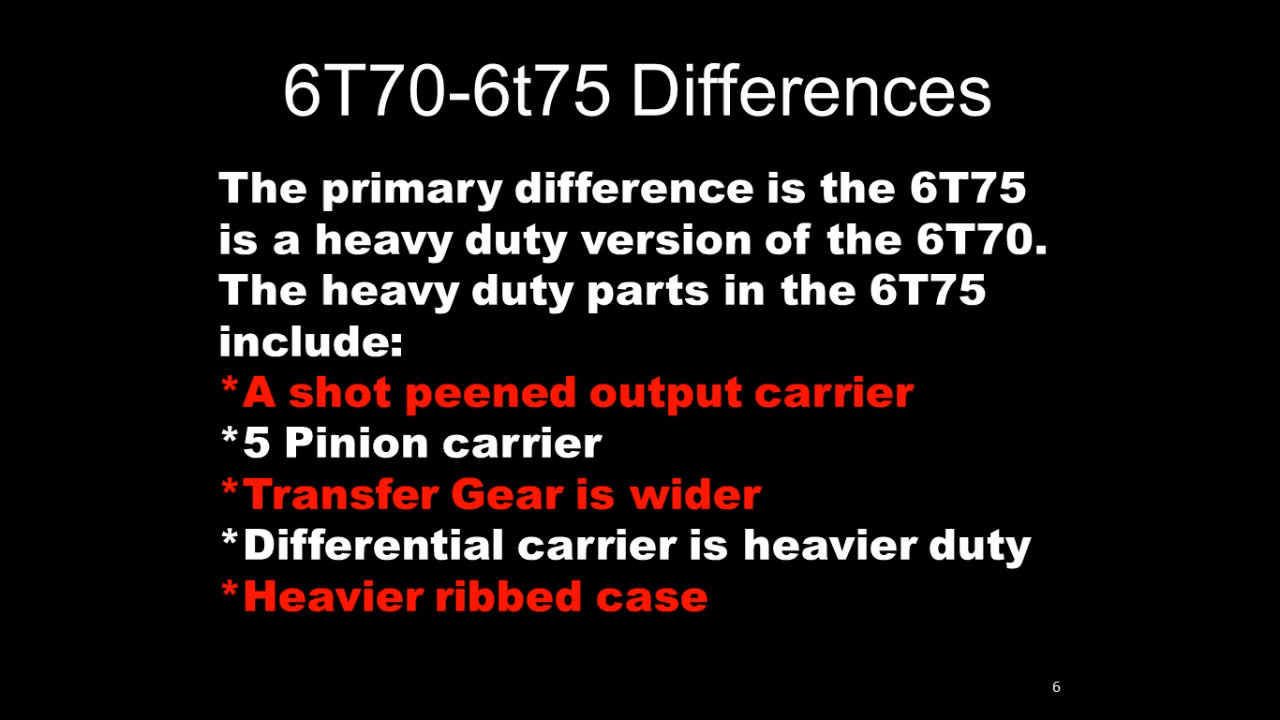 6T70-6t75 Differences
The primary difference is the 6T75
is a heavy duty version of the 6T70.
The heavy duty parts in the 6T75
include:
*A shot peened output carrier
*5 Pinion carrier
*Transfer Gear is wider
*Differential carrier is heavier duty
*Heavier ribbed case
6